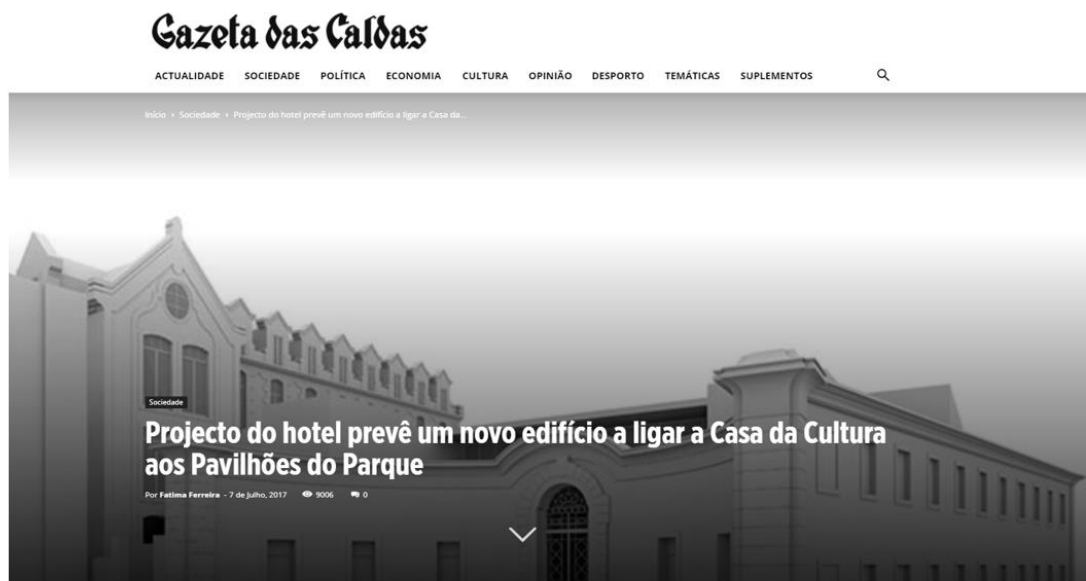 Gazeta das Caldas
ACTUALIDADE SOCIEDADE POLÍTICA ECONOMIA CULTURA OPINIÃO DESPORTO TEMÁTICAS SUPLEMENTOS
Início › Sociedade › Projecto do hotel prevê um novo edifício a ligar a Casa da...
Sociedade
Projecto do hotel prevê um novo edifício a ligar a Casa da Cultura
aos Pavilhões do Parque
Por Fatima Ferreira - 7 de Julho, 2017 9006 0